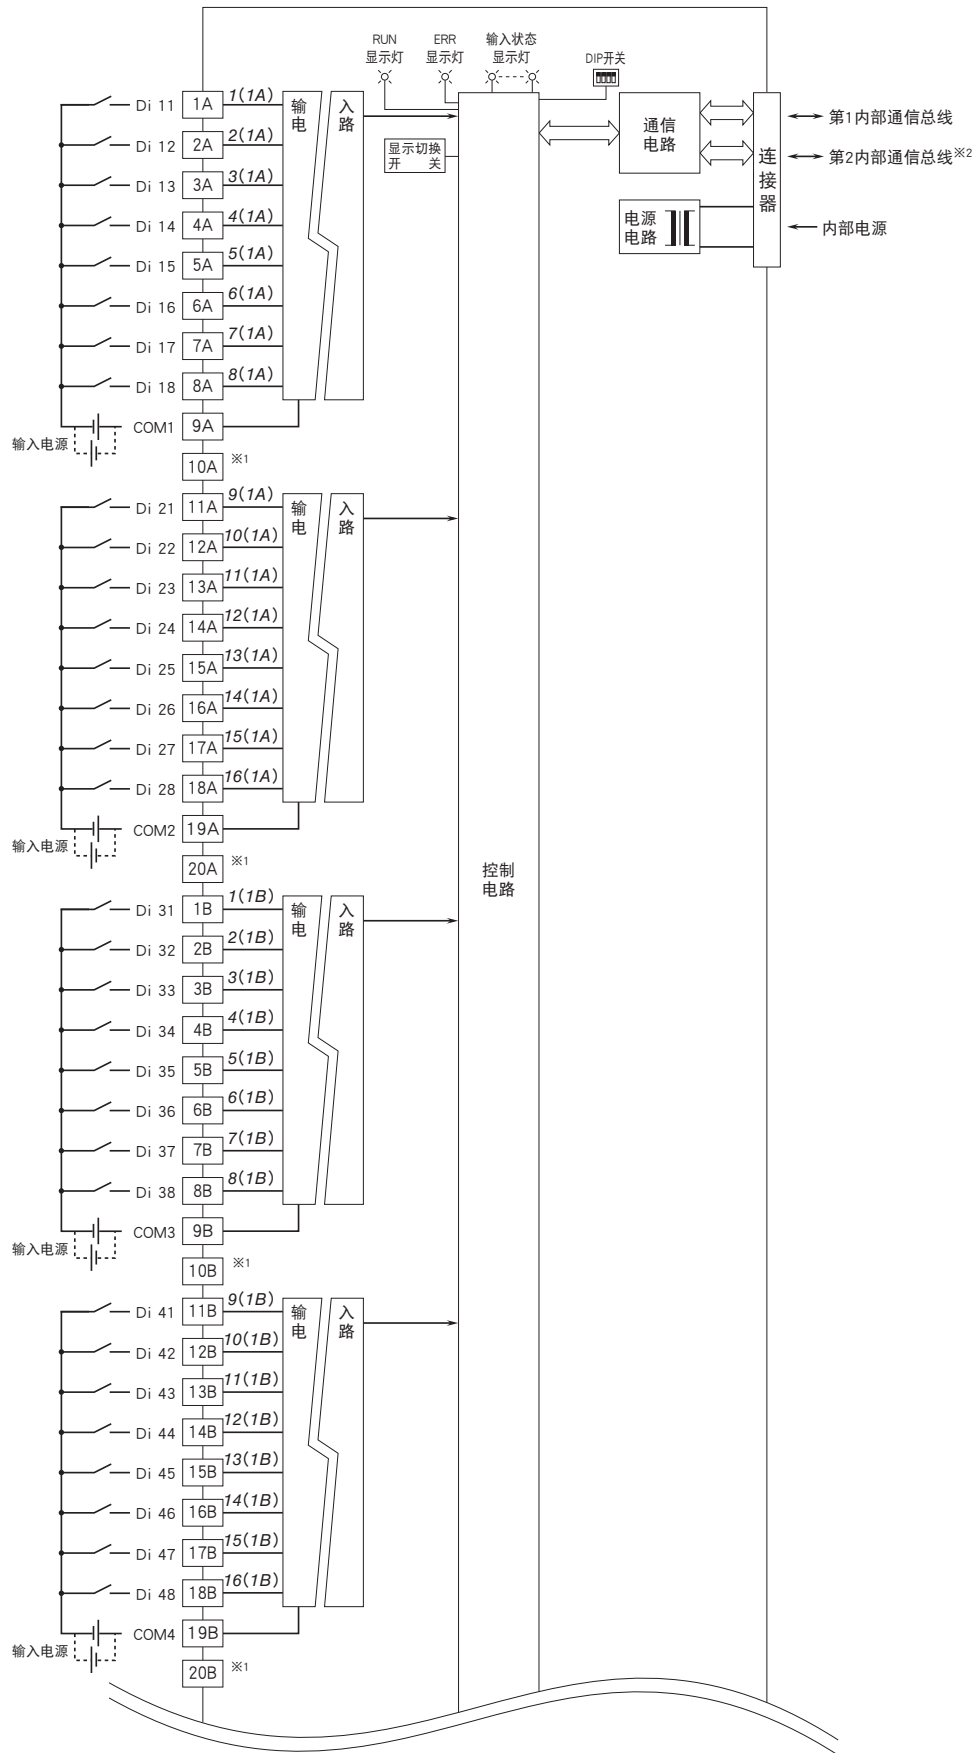 RUN
显示灯
ERR
显示灯
输入状态
显示灯
DIP开关
Di 11 1A 1(1A)
Di 12 2A 2(1A)
Di 13 3A 3(1A)
Di 14 4A 4(1A)
Di 15 5A 5(1A)
Di 16 6A 6(1A)
Di 17 7A 7(1A)
Di 18 8A 8(1A)
COM1 9A
输入电源
10A ※1
输 入
电 路
显示切换
开 关
通信
电路
连接器
第1内部通信总线
第2内部通信总线※2
电源
电路
内部电源
Di 21 11A 9(1A)
Di 22 12A 10(1A)
Di 23 13A 11(1A)
Di 24 14A 12(1A)
Di 25 15A 13(1A)
Di 26 16A 14(1A)
Di 27 17A 15(1A)
Di 28 18A 16(1A)
COM2 19A
输入电源
20A ※1
输 入
电 路
控制
电路
Di 31 1B 1(1B)
Di 32 2B 2(1B)
Di 33 3B 3(1B)
Di 34 4B 4(1B)
Di 35 5B 5(1B)
Di 36 6B 6(1B)
Di 37 7B 7(1B)
Di 38 8B 8(1B)
COM3 9B
输入电源
10B ※1
输 入
电 路
Di 41 11B 9(1B)
Di 42 12B 10(1B)
Di 43 13B 11(1B)
Di 44 14B 12(1B)
Di 45 15B 13(1B)
Di 46 16B 14(1B)
Di 47 17B 15(1B)
Di 48 18B 16(1B)
COM4 19B
输入电源
20B ※1
输 入
电 路